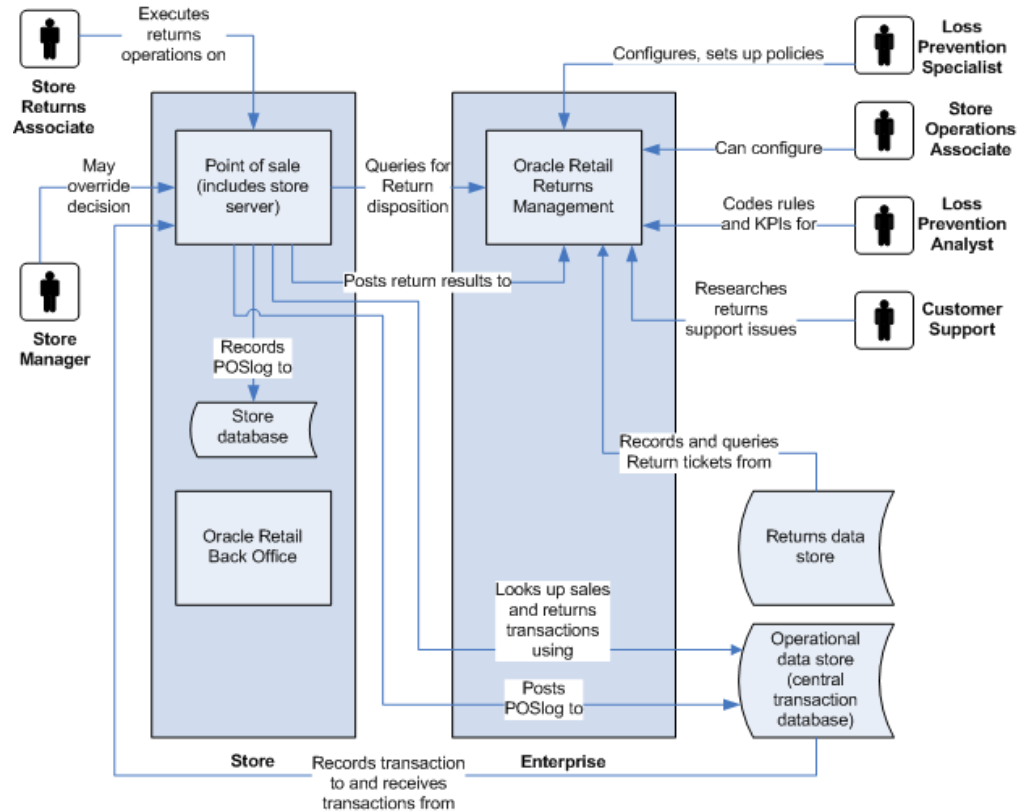 Executes
returns
operations on
Store
Returns
Associate
Configures, sets up policies
Loss
Prevention
Specialist
May
override
decision
Point of sale
(includes store
server)
Queries for
Return
disposition
Oracle Retail
Returns
Management
Can configure
Store
Operations
Associate
Codes rules
and KPIs for
Loss
Prevention
Analyst
Store
Manager
Posts return results to
Researches
returns
support issues
Customer
Support
Records
POSlog to
Store
database
Records and queries
Return tickets from
Oracle Retail
Back Office
Returns data
store
Looks up sales
and returns
transactions
using
Operational
data store
(central
transaction
database)
Posts
POSlog to
Store
Enterprise
Records transaction
to and receives
transactions from